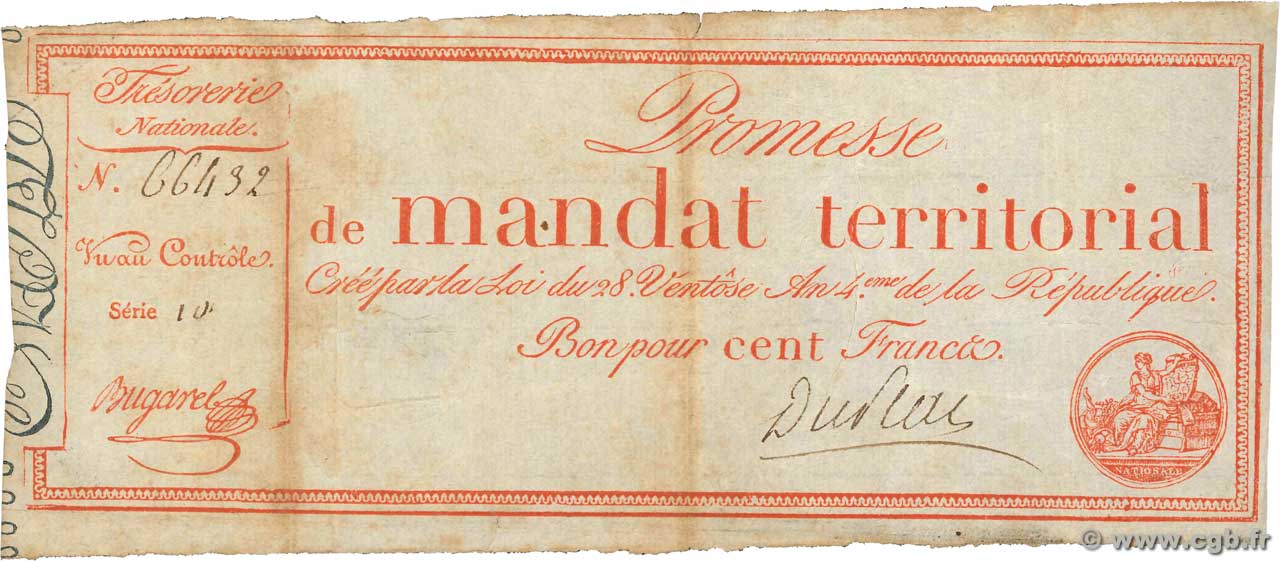 Trésorerie
Nationale.
N. 66432
Vu au Contrôle.
Série 10
Bugarel
Promesse
de mandat territorial
Créé par la Loi du 28. Ventôse An 4.eme de la République.
Bon pour cent Francs.
NATIONALE
© www.cgb.fr